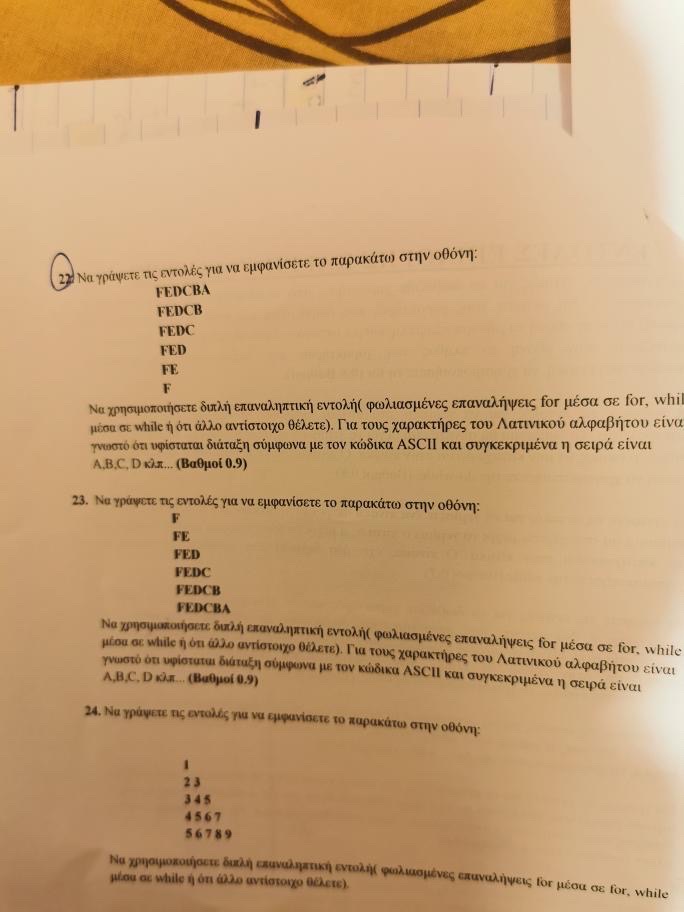 22. Να γράψετε τις εντολές για να εμφανίσετε το παρακάτω στην οθόνη:
FEDCBA
FEDCB
FEDC
FED
FE
F
Να χρησιμοποιήσετε διπλή επαναληπτική εντολή( φωλιασμένες επαναλήψεις for μέσα σε for, whil
μέσα σε while ή ότι άλλο αντίστοιχο θέλετε). Για τους χαρακτήρες του Λατινικού αλφαβήτου είνα
γνωστό ότι υφίσταται διάταξη σύμφωνα με τον κώδικα ASCII και συγκεκριμένα η σειρά είναι
A,B,C, D κλπ... (Βαθμοί 0.9)
23. Να γράψετε τις εντολές για να εμφανίσετε το παρακάτω στην οθόνη:
F
FE
FED
FEDC
FEDCB
FEDCBA
Να χρησιμοποιήσετε διπλή επαναληπτική εντολή( φωλιασμένες επαναλήψεις for μέσα σε for, while
μέσα σε while ή ότι άλλο αντίστοιχο θέλετε). Για τους χαρακτήρες του Λατινικού αλφαβήτου είναι
γνωστό ότι υφίσταται διάταξη σύμφωνα με τον κώδικα ASCII και συγκεκριμένα η σειρά είναι
A,B,C, D κλπ... (Βαθμοί 0.9)
24. Να γράψετε τις εντολές για να εμφανίσετε το παρακάτω στην οθόνη:
1
2 3
3 4 5
4 5 6 7
5 6 7 8 9
Να χρησιμοποιήσετε διπλή επαναληπτική εντολή( φωλιασμένες επαναλήψεις for μέσα σε for, while
μέσα σε while ή ότι άλλο αντίστοιχο θέλετε).